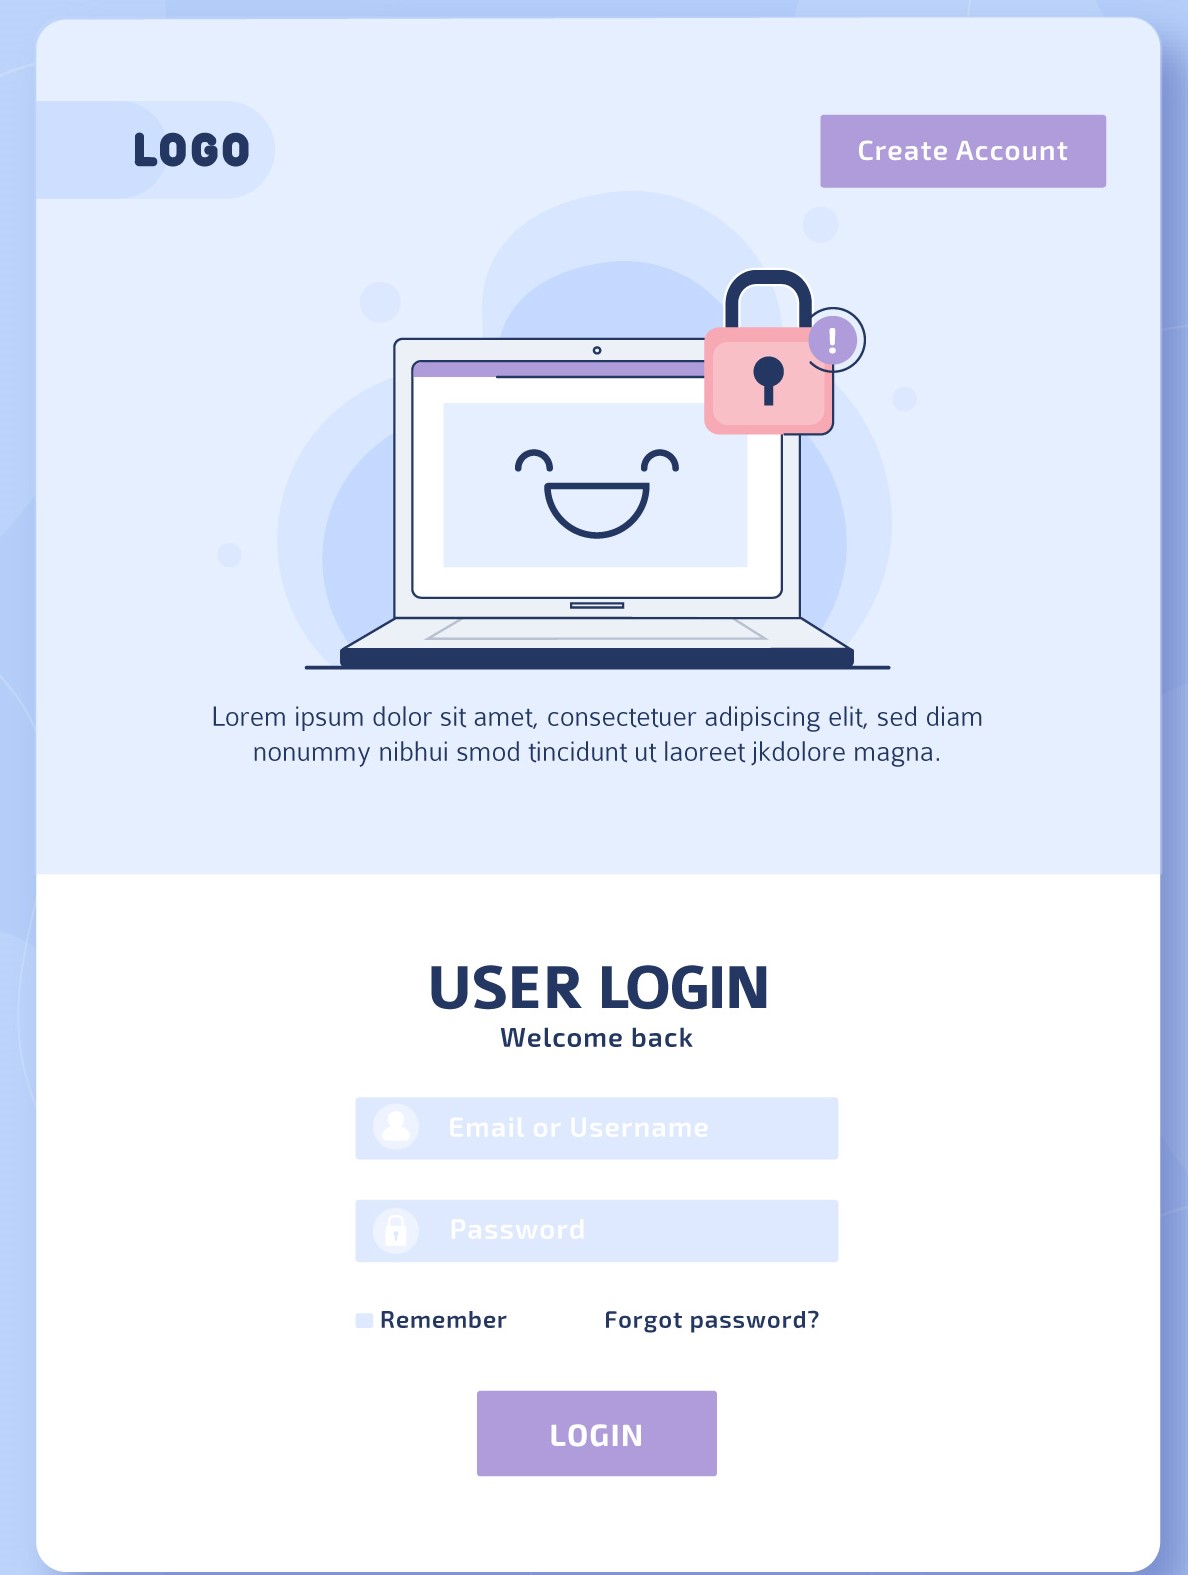 LOGO
Create Account
!
Lorem ipsum dolor sit amet, consectetuer adipiscing elit, sed diam
nonummy nibhui smod tincidunt ut laoreet jkdolore magna.
USER LOGIN
Welcome back
Email or Username
Password
Remember
Forgot password?
LOGIN